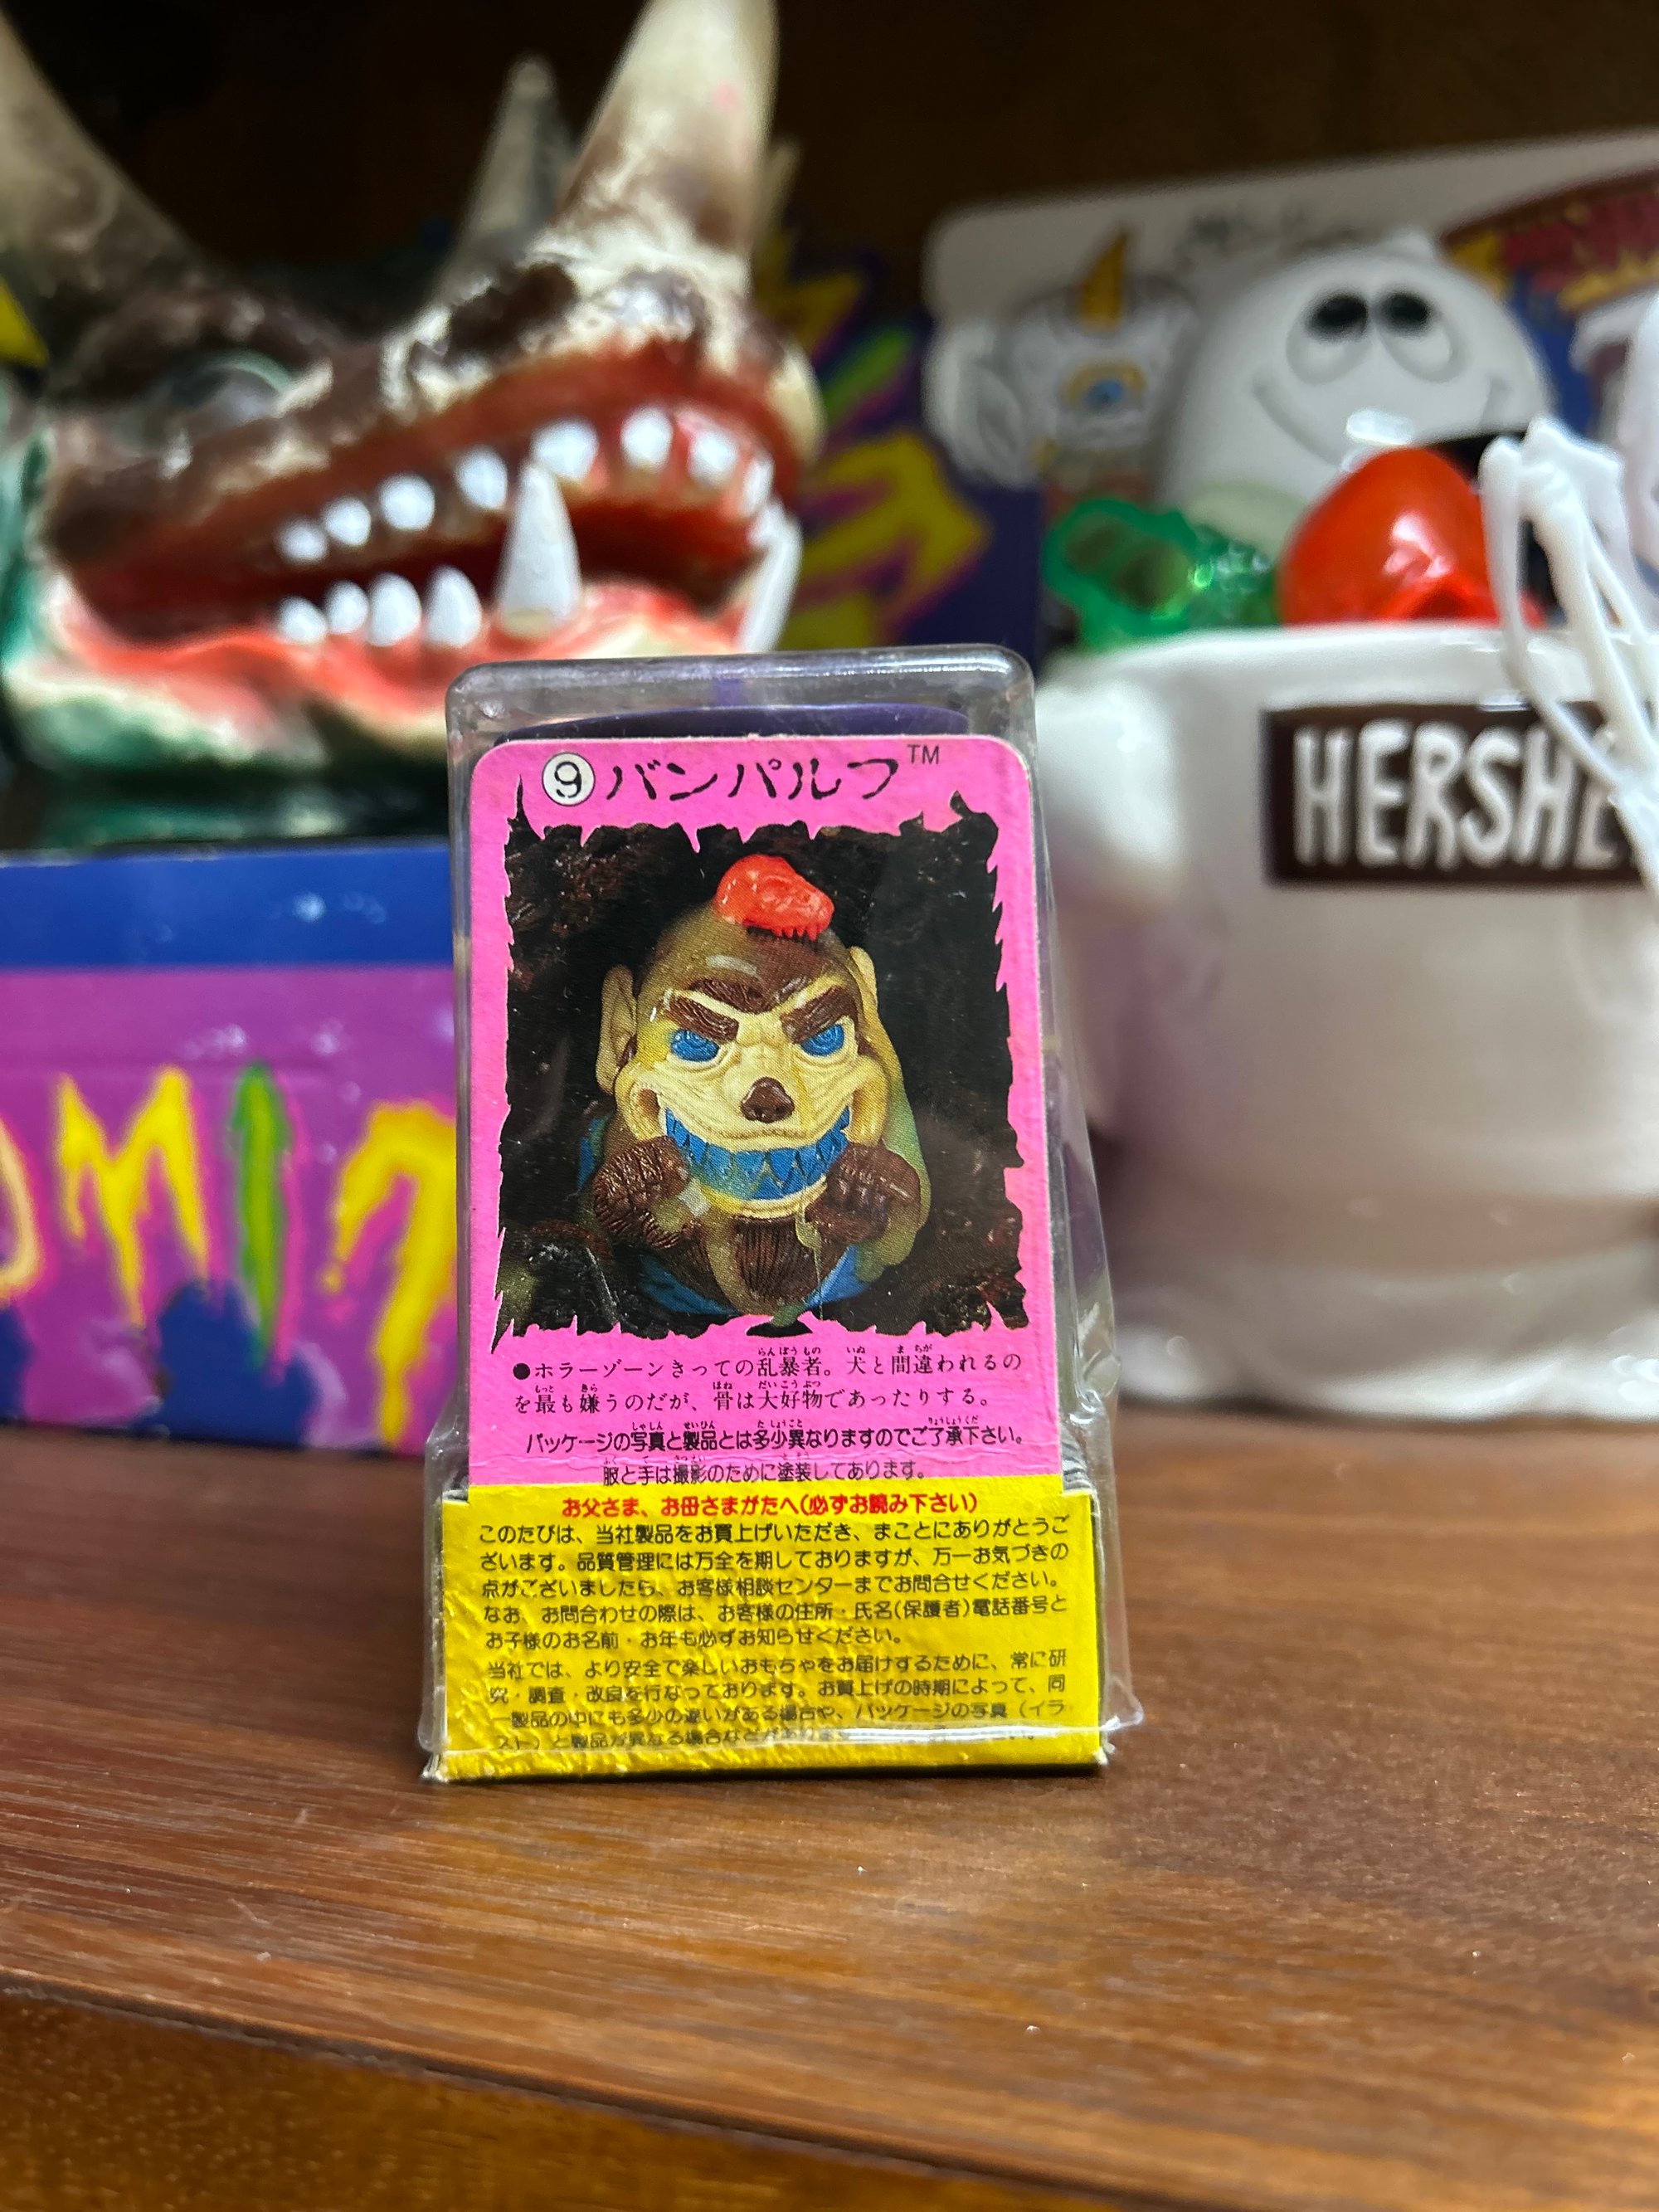 ⑨バンパルフ™
●ホラーゾーンきっての乱暴者。犬と間違われるの
を最も嫌うのだが、骨は大好物であったりする。
パッケージの写真と製品とは多少異なりますのでご了承下さい。
服と手は撮影のために塗装してあります。
お父さま、お母さまがたへ(必ずお読み下さい)
このたびは、当社製品をお買上げいただき、まことにありがとうご
ざいます。品質管理には万全を期しておりますが、万一お気づきの
点がございましたら、お客様相談センターまでお問合せください。
なお、お問合わせの際は、お客様の住所・氏名(保護者)電話番号と
お子様のお名前・お年も必ずお知らせください。
当社では、より安全で楽しいおもちゃをお届けするために、常に研
究・調査・改良を行なっております。お買上げの時期によって、同
一製品の中にも多少の違いがある場合や、パッケージの写真（イラ
スト）と製品が異なる場合などがあります
HERSHE
OMIT